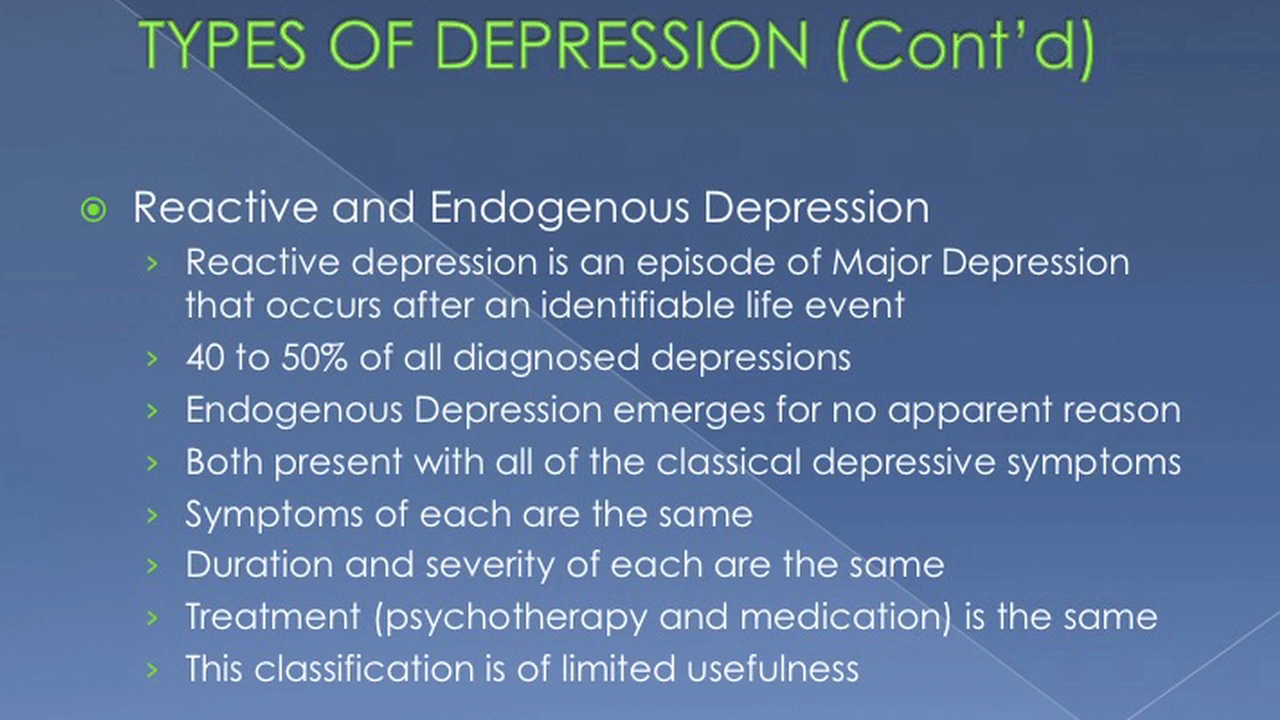 TYPES OF DEPRESSION (Cont’d)
Reactive and Endogenous Depression
Reactive depression is an episode of Major Depression
that occurs after an identifiable life event
40 to 50% of all diagnosed depressions
Endogenous Depression emerges for no apparent reason
Both present with all of the classical depressive symptoms
Symptoms of each are the same
Duration and severity of each are the same
Treatment (psychotherapy and medication) is the same
This classification is of limited usefulness